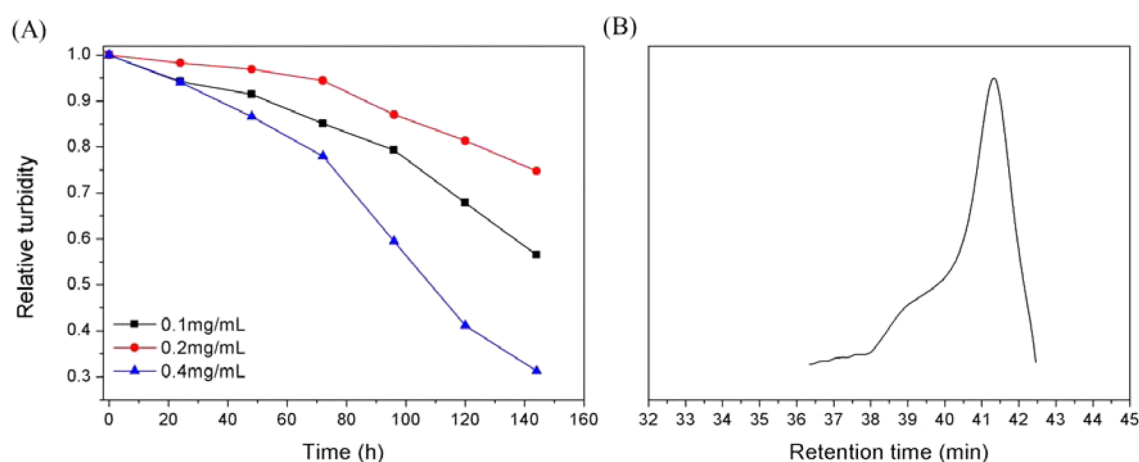 (A)
Relative turbidity
1.0
0.9
0.8
0.7
0.6
0.5
0.4
0.3
0.1mg/mL
0.2mg/mL
0.4mg/mL
0 20 40 60 80 100 120 140 160
Time (h)
(B)
32 33 34 35 36 37 38 39 40 41 42 43 44 45
Retention time (min)